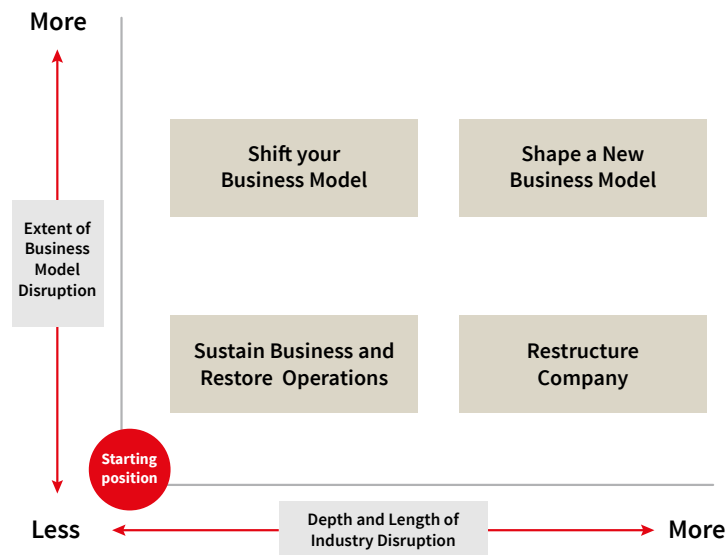 More
Shift your
Business Model
Shape a New
Business Model
Extent of
Business
Model
Disruption
Sustain Business and
Restore Operations
Restructure
Company
Starting
position
Less
Depth and Length of
Industry Disruption
More